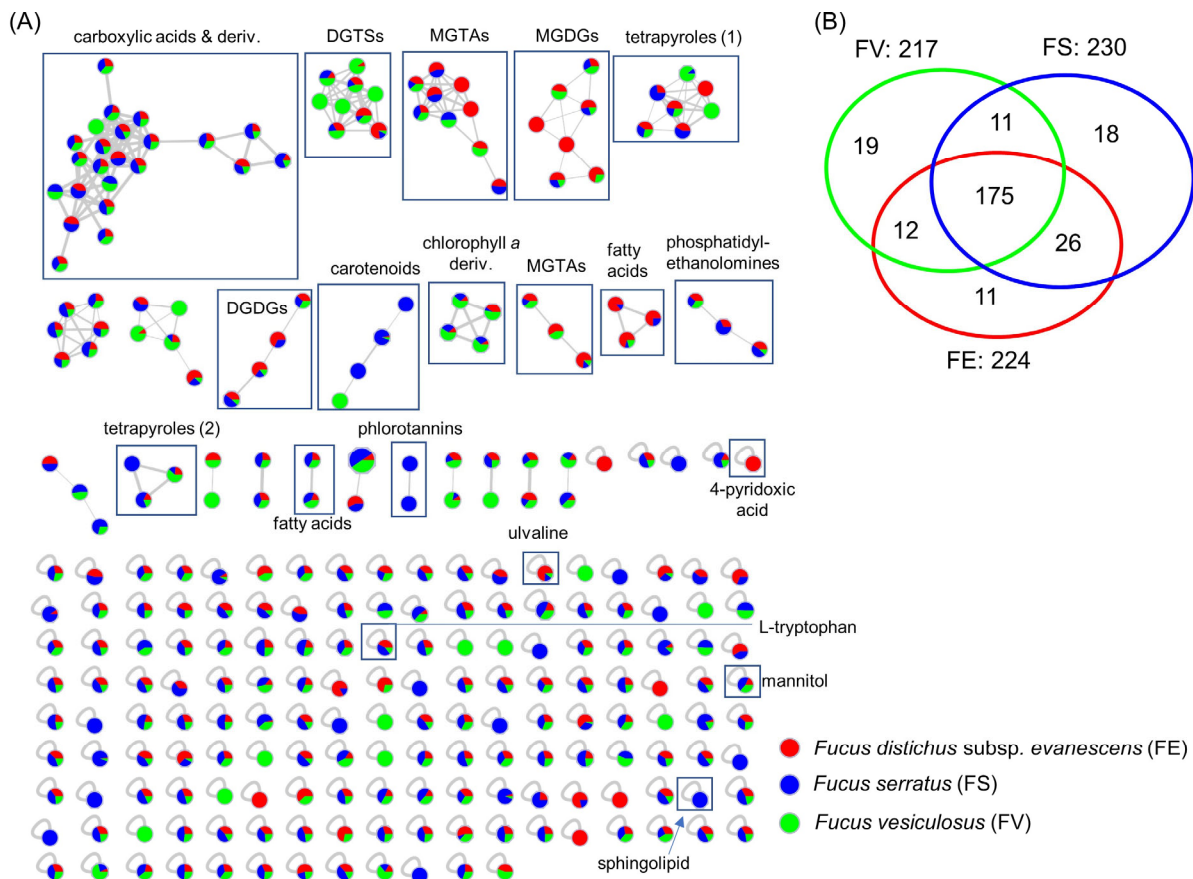 (A)
carboxylic acids & deriv.
DGTSs
MGTAs
MGDGs
tetrapyroles (1)
DGDGs
carotenoids
chlorophyll a
deriv.
MGTAs
fatty
acids
phosphatidyl-
ethanolomines
tetrapyroles (2)
fatty acids
phlorotannins
4-pyridoxic
acid
ulvaline
L-tryptophan
mannitol
sphingolipid
Fucus distichus subsp. evanescens (FE)
Fucus serratus (FS)
Fucus vesiculosus (FV)
(B)
FV: 217
FS: 230
11
19
18
175
12
26
11
FE: 224